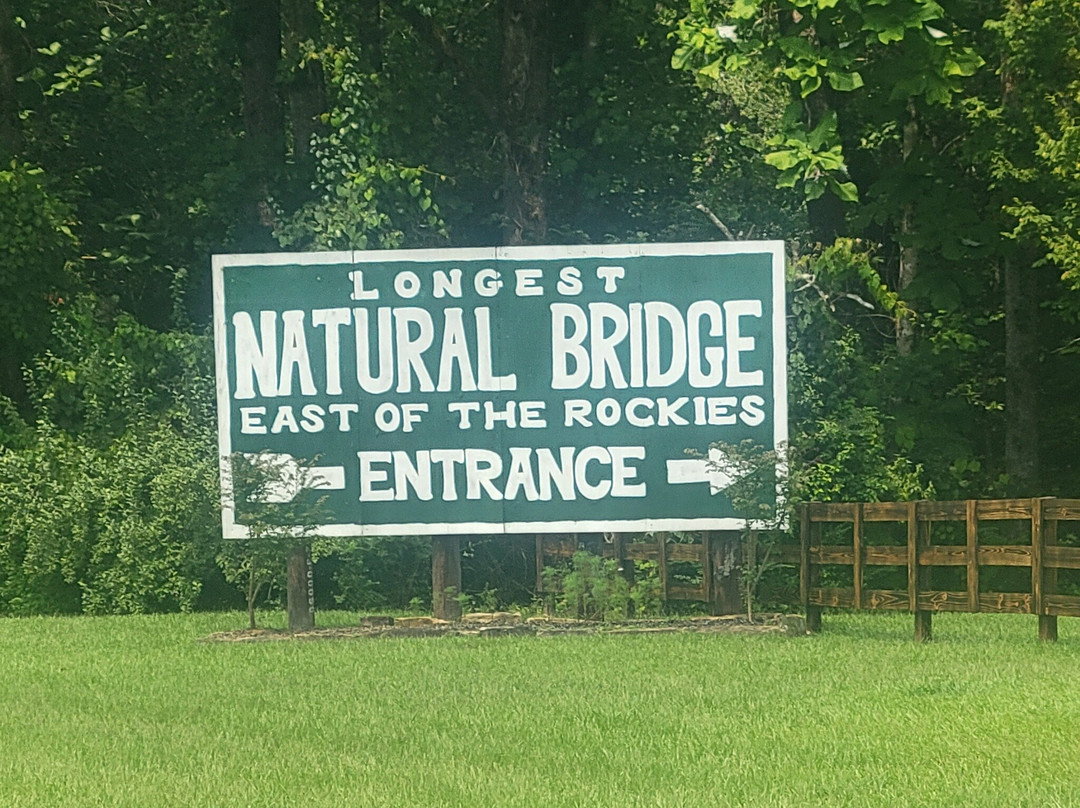 LONGEST
NATURAL BRIDGE
EAST OF THE ROCKIES
ENTRANCE